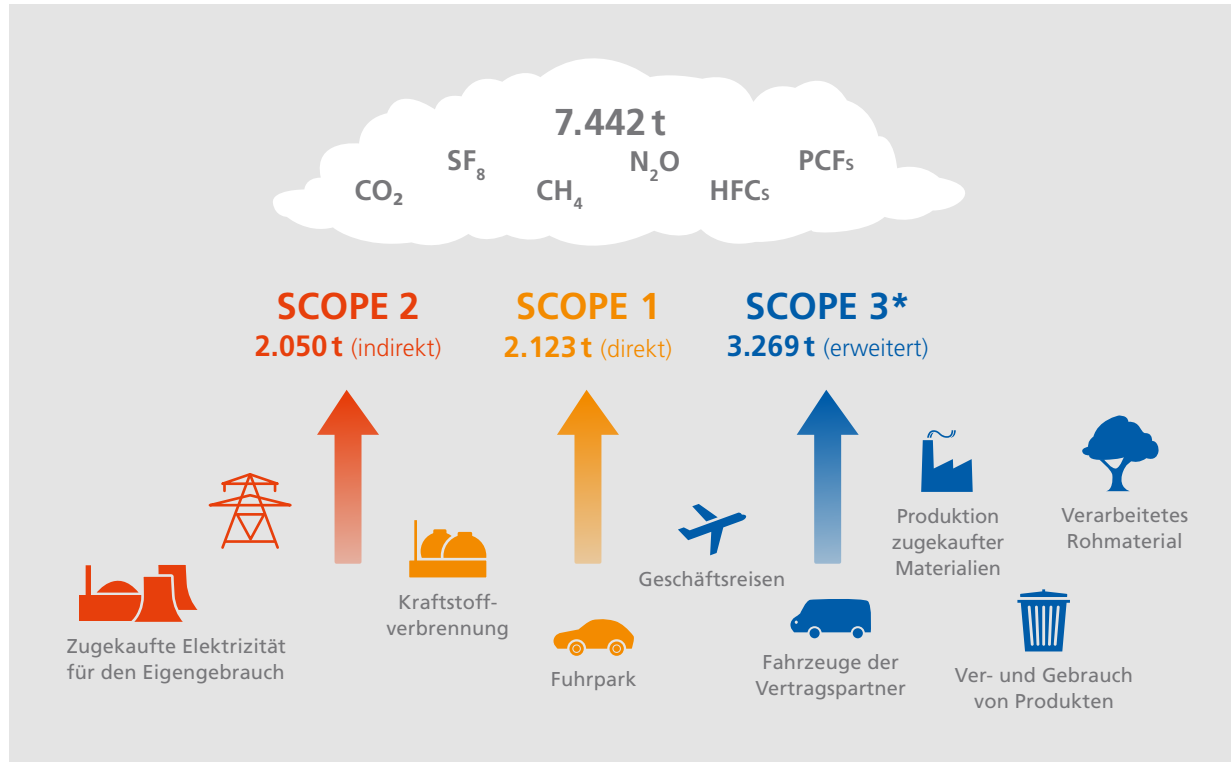 7.442 t
CO₂
SF₈
CH₄
N₂O
HFCs
PCFs
SCOPE 2
2.050 t (indirekt)
SCOPE 1
2.123 t (direkt)
SCOPE 3*
3.269 t (erweitert)
Zugekaufte Elektrizität
für den Eigengebrauch
Kraftstoff-
verbrennung
Fuhrpark
Geschäftsreisen
Fahrzeuge der
Vertragspartner
Produktion
zugekaufter
Materialien
Verarbeitetes
Rohmaterial
Ver- und Gebrauch
von Produkten